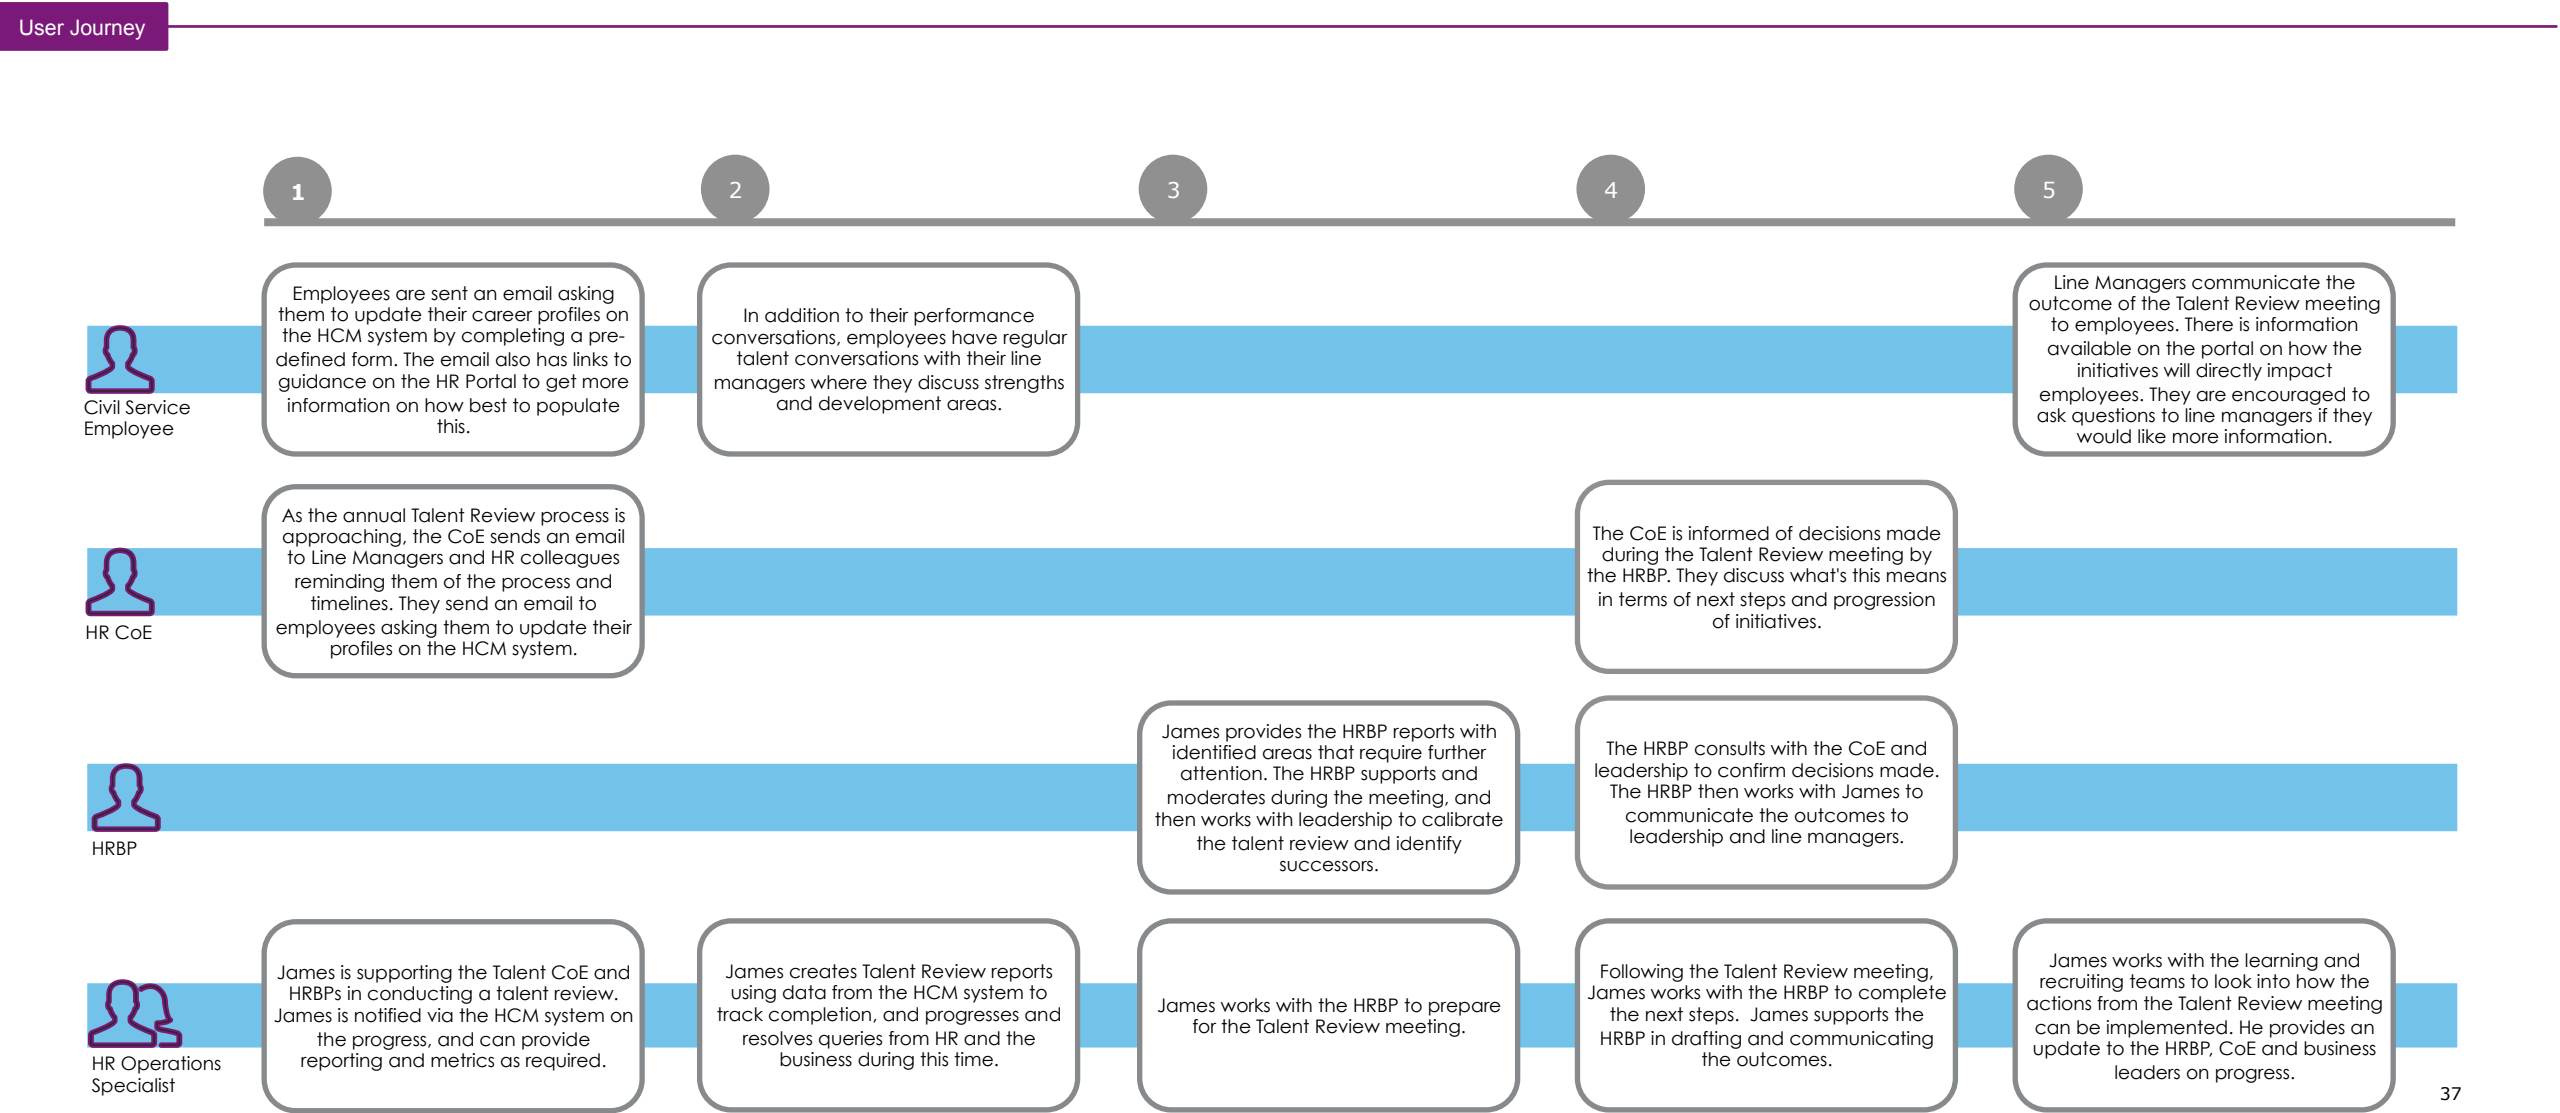 User Journey
1
2
3
4
5
Employees are sent an email asking
them to update their career profiles on
the HCM system by completing a pre-
defined form. The email also has links to
guidance on the HR Portal to get more
information on how best to populate
this.
In addition to their performance
conversations, employees have regular
talent conversations with their line
managers where they discuss strengths
and development areas.
Line Managers communicate the
outcome of the Talent Review meeting
to employees. There is information
available on the portal on how the
initiatives will directly impact
employees. They are encouraged to
ask questions to line managers if they
would like more information.
Civil Service
Employee
As the annual Talent Review process is
approaching, the CoE sends an email
to Line Managers and HR colleagues
reminding them of the process and
timelines. They send an email to
employees asking them to update their
profiles on the HCM system.
The CoE is informed of decisions made
during the Talent Review meeting by
the HRBP. They discuss what's this means
in terms of next steps and progression
of initiatives.
HR CoE
James provides the HRBP reports with
identified areas that require further
attention. The HRBP supports and
moderates during the meeting, and
then works with leadership to calibrate
the talent review and identify
successors.
The HRBP consults with the CoE and
leadership to confirm decisions made.
The HRBP then works with James to
communicate the outcomes to
leadership and line managers.
HRBP
James is supporting the Talent CoE and
HRBPs in conducting a talent review.
James is notified via the HCM system on
the progress, and can provide
reporting and metrics as required.
James creates Talent Review reports
using data from the HCM system to
track completion, and progresses and
resolves queries from HR and the
business during this time.
James works with the HRBP to prepare
for the Talent Review meeting.
Following the Talent Review meeting,
James works with the HRBP to complete
the next steps. James supports the
HRBP in drafting and communicating
the outcomes.
James works with the learning and
recruiting teams to look into how the
actions from the Talent Review meeting
can be implemented. He provides an
update to the HRBP, CoE and business
leaders on progress.
HR Operations
Specialist
37